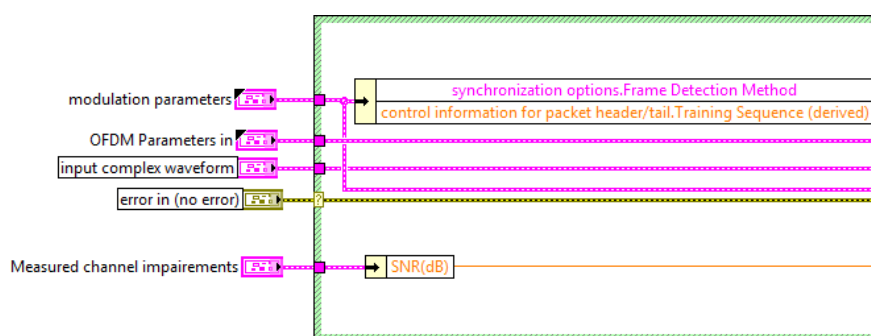 synchronization options.Frame Detection Method
modulation parameters
control information for packet header/tail.Training Sequence (derived)
OFDM Parameters in
input complex waveform
error in (no error)
?
Measured channel impairements
SNR(dB)